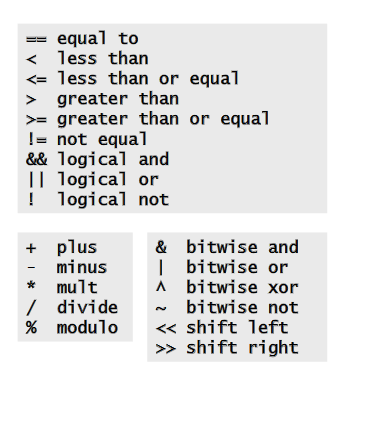 == equal to
< less than
<= less than or equal
> greater than
>= greater than or equal
!= not equal
&& logical and
|| logical or
! logical not
+ plus
- minus
* mult
/ divide
% modulo
& bitwise and
| bitwise or
^ bitwise xor
~ bitwise not
<< shift left
>> shift right